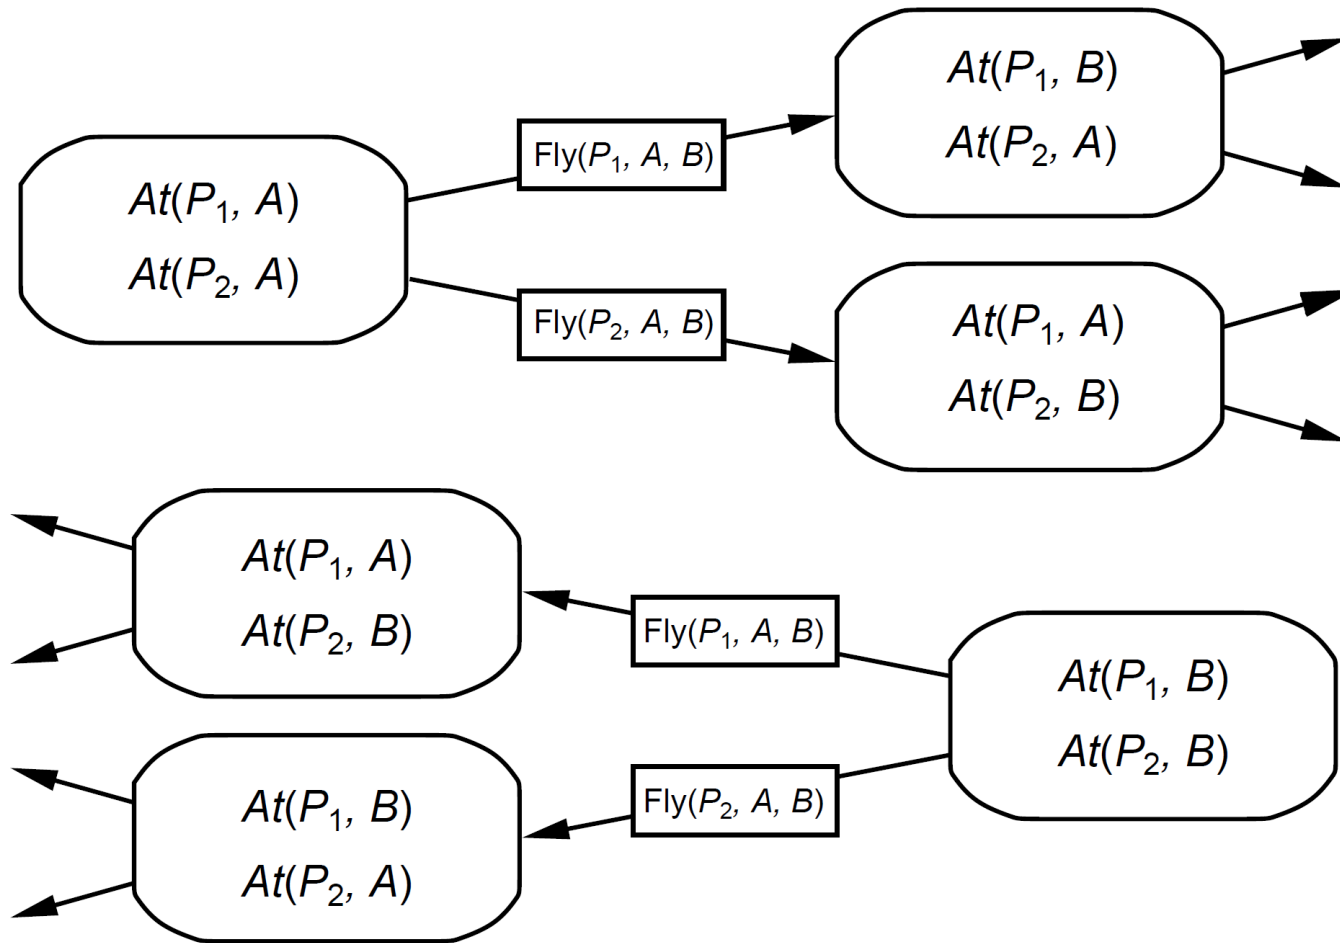 At(P₁, A)
At(P₂, A)
Fly(P₁, A, B)
Fly(P₂, A, B)
At(P₁, B)
At(P₂, A)
At(P₁, A)
At(P₂, B)
At(P₁, A)
At(P₂, B)
At(P₁, B)
At(P₂, A)
Fly(P₁, A, B)
Fly(P₂, A, B)
At(P₁, B)
At(P₂, B)